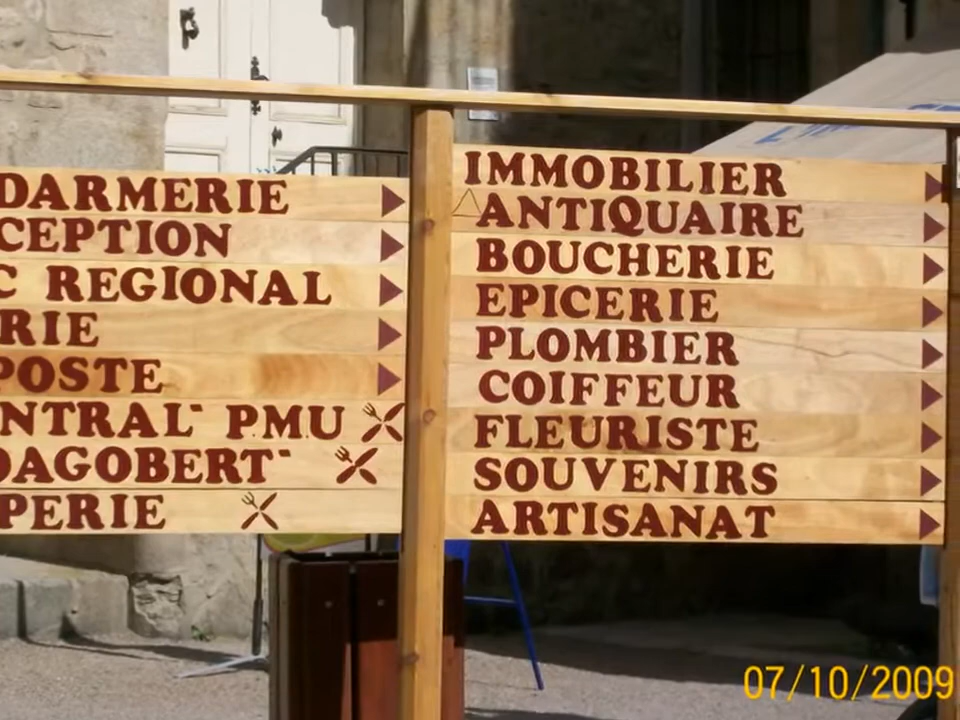 DARMERIE
CEPTION
C REGIONAL
RIE
POSTE
NTRAL" P.M.U
DAGOBERT"
PERIE
IMMOBILIER
ANTIQUAIRE
BOUCHERIE
EPICERIE
PLOMBIER
COIFFEUR
FLEURISTE
SOUVENIRS
ARTISANAT
07/10/2009